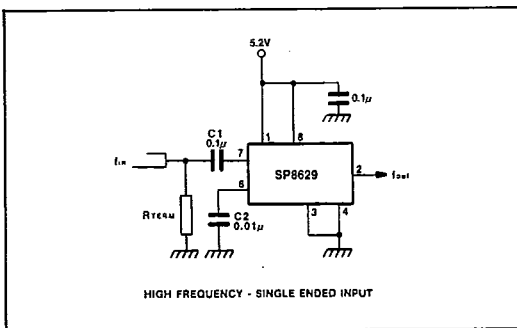 5.2V
0.1μ
1
8
C1
0.1μ
fIN
7
SP8629
2
fout
6
RTERM
C2
0.01μ
3
4
HIGH FREQUENCY - SINGLE ENDED INPUT